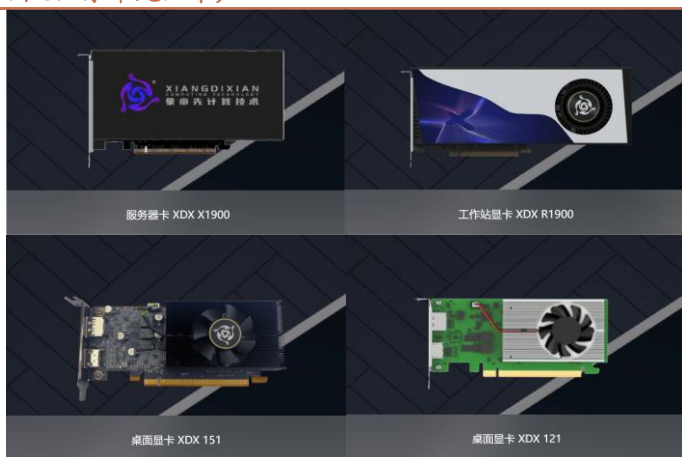 XIANGDIXIAN
COMPUTING TECHNOLOGY
象帝先计算技术
服务器卡 XDX X1900
工作站显卡 XDX R1900
桌面显卡 XDX 151
桌面显卡 XDX 121